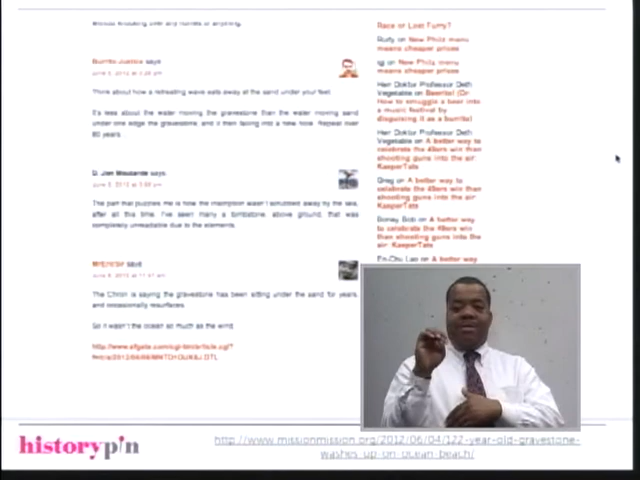 Burrito Justice says
Think about how a retreating wave eats away at the sand under your feet.
It's less about the water moving the gravestone than the water moving sand
under one edge the gravestone, and it then falling into a new hole. Repeat over
80 years
D. Jon Moutarde says
The part that puzzles me is how the inscription wasn't scrubbed away by the sea,
after all this time. I've seen many a tombstone, above ground, that was
completely unreadable due to the elements.
says
The Chron is saying the gravestone has been sitting under the sand for years,
and occasionally resurfaces.
So it wasn't the ocean so much as the wind.
Race or Lost Furry?
Rudy on New Philz menu
means cheaper prices
on New Philz menu
means cheaper prices
Herr Doktor Professor Deth
Vegetable on Beerrito! (Or
How to smuggle a beer into
a music festival by
disguising it as a burrito)
Herr Doktor Professor Deth
Vegetable on A better way to
celebrate the 49ers win than
shooting guns into the
air: KasperTats
Greg on A better way to
celebrate the 49ers win than
shooting guns into the air:
KasperTats
Boney Bob on A better way
to celebrate the 49ers win
than shooting guns into the
air: KasperTats
on A better way
historypin
http://www.missionmission.org/2012/06/04/122-year-old-gravestone-
washes-up-on-ocean-beach/